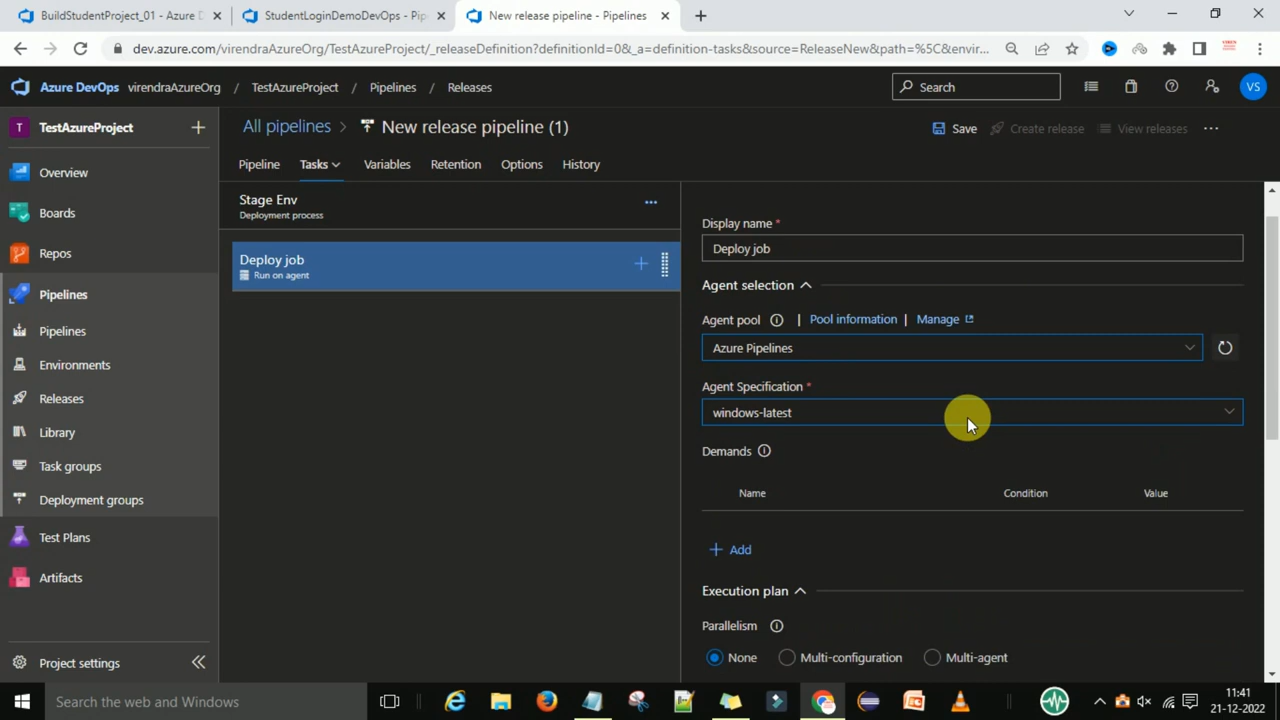 BuildStudentProject_01 - Azure D
StudentLoginDemoDevOps - Pip
New release pipeline - Pipelines
dev.azure.com/virendraAzureOrg/TestAzureProject/_releaseDefinition?definitionId=0&_a=definition-tasks&source=ReleaseNew&path=%5C&envir...
Azure DevOps virendraAzureOrg / TestAzureProject / Pipelines / Releases
Search
VS
T TestAzureProject
All pipelines > New release pipeline (1)
Save Create release View releases
Overview
Pipeline Tasks Variables Retention Options History
Boards
Repos
Pipelines
Pipelines
Environments
Releases
Library
Task groups
Deployment groups
Test Plans
Artifacts
Project settings
Stage Env
Deployment process
Deploy job
Run on agent
Display name *
Deploy job
Agent selection
Agent pool | Pool information | Manage
Azure Pipelines
Agent Specification *
windows-latest
Demands
Name Condition Value
Add
Execution plan
Parallelism
None Multi-configuration Multi-agent
Search the web and Windows
11:41
21-12-2022